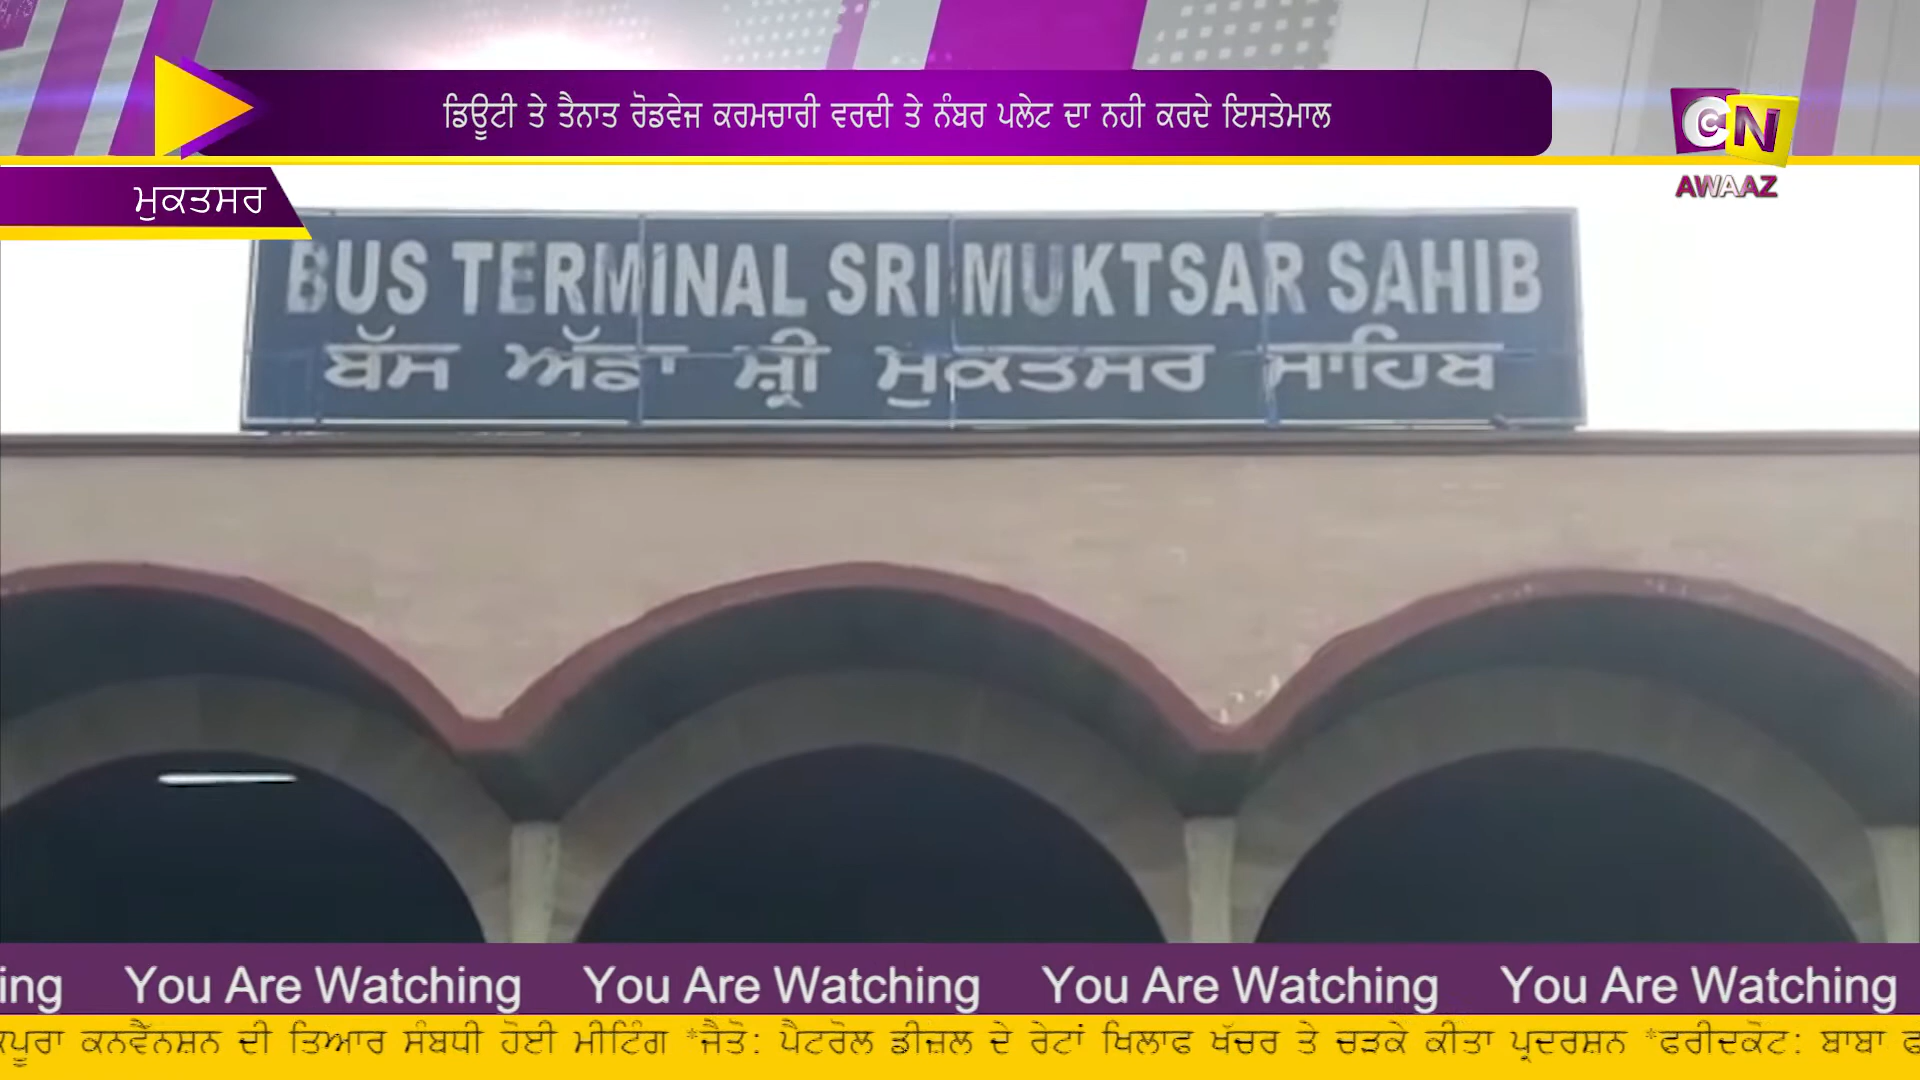 ਡਿਊਟੀ ਤੇ ਤੈਨਾਤ ਰੋਡਵੇਜ ਕਰਮਚਾਰੀ ਵਰਦੀ ਤੇ ਨੰਬਰ ਪਲੇਟ ਦਾ ਨਹੀ ਕਰਦੇ ਇਸਤੇਮਾਲ
CN
AWAAZ
ਮੁਕਤਸਰ
BUS TERMINAL SRI MUKTSAR SAHIB
ਬੱਸ ਅੱਡਾ ਸ਼੍ਰੀ ਮੁਕਤਸਰ ਸਾਹਿਬ
ing You Are Watching You Are Watching You Are Watching You Are Watching
ਕਪੂਰਾ ਕਨਵੈਂਨਸ਼ਨ ਦੀ ਤਿਆਰ ਸੰਬਧੀ ਹੋਈ ਮੀਟਿੰਗ *ਜੈਤੋ: ਪੈਟਰੋਲ ਡੀਜ਼ਲ ਦੇ ਰੇਟਾਂ ਖਿਲਾਫ ਖੱਚਰ ਤੇ ਚੜਕੇ ਕੀਤਾ ਪ੍ਰਦਰਸ਼ਨ *ਫਰੀਦਕੋਟ: ਬਾਬਾ